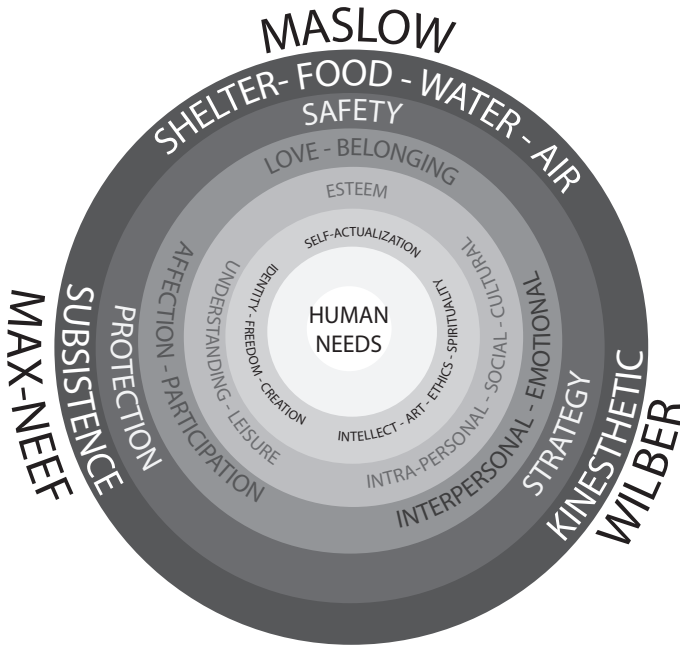 MASLOW
SHELTER- FOOD - WATER - AIR
SAFETY
LOVE - BELONGING
ESTEEM
SELF-ACTUALIZATION
MAX-NEEF
SUBSISTENCE
PROTECTION
AFFECTION - PARTICIPATION
UNDERSTANDING - LEISURE
IDENTITY - FREEDOM - CREATION
HUMAN
NEEDS
INTELLECT - ART - ETHICS - SPIRITUALITY
INTRA-PERSONAL - SOCIAL - CULTURAL
INTERPERSONAL - EMOTIONAL
STRATEGY
KINESTHETIC
WILBER